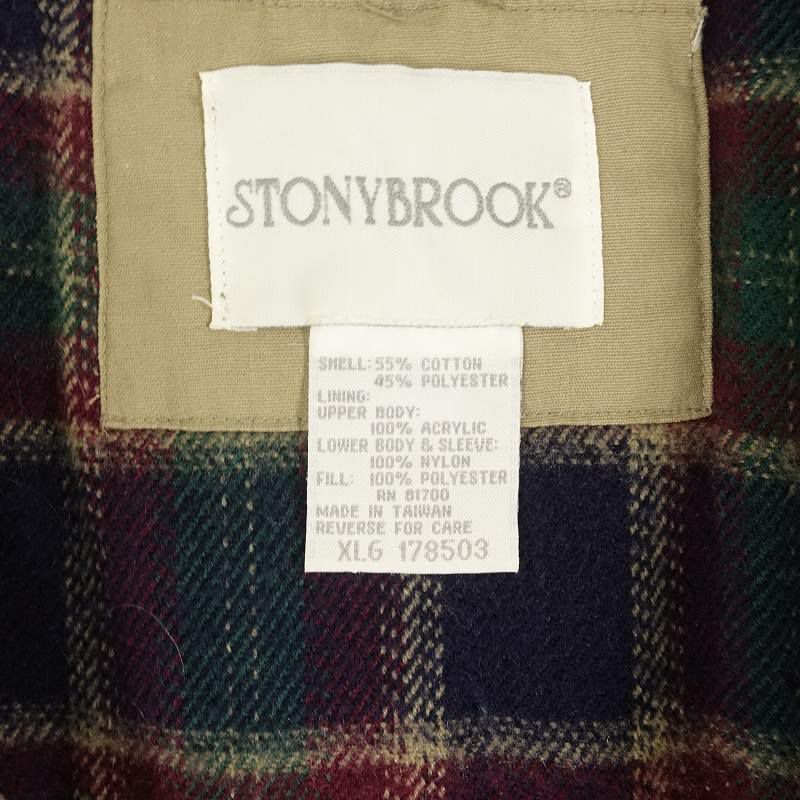 STONYBROOK®
SHELL: 55% COTTON
45% POLYESTER
LINING:
UPPER BODY:
100% ACRYLIC
LOWER BODY & SLEEVE:
100% NYLON
FILL: 100% POLYESTER
RN 81700
MADE IN TAIWAN
REVERSE FOR CARE
XLG 178503